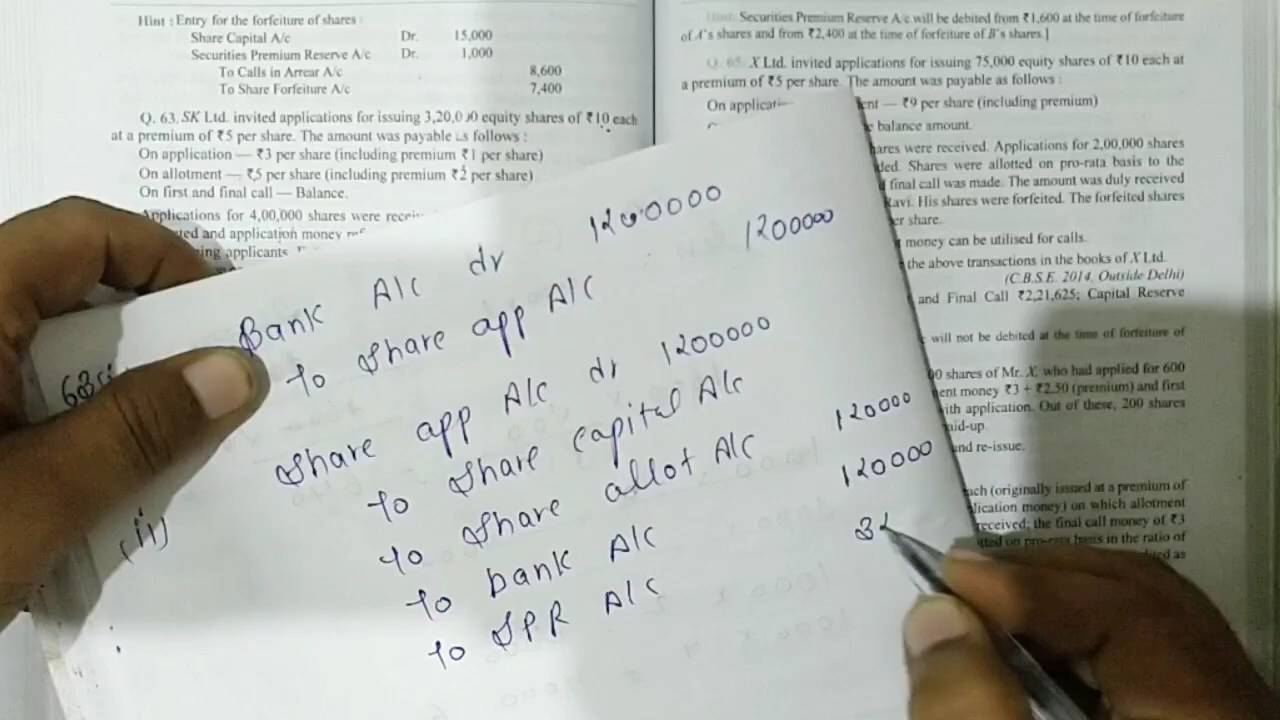 Hint : Entry for the forfeiture of shares :
Share Capital A/c Dr. 15,000
Securities Premium Reserve A/c Dr. 1,000
To Calls in Arrear A/c 8,600
To Share Forfeiture A/c 7,400
Q. 63. SK Ltd. invited applications for issuing 3,20,000 equity shares of ₹10 each
at a premium of ₹5 per share. The amount was payable as follows :
On application — ₹3 per share (including premium ₹1 per share)
On allotment — ₹5 per share (including premium ₹2 per share)
On first and final call — Balance.
Applications for 4,00,000 shares were
and application money
applicants
Hint: Securities Premium Reserve A/c will be debited from ₹1,600 at the time of forfeiture
of A's shares and from ₹2,400 at the time of forfeiture of B's shares.]
Q. 65. X Ltd. invited applications for issuing 75,000 equity shares of ₹10 each at
a premium of ₹5 per share. The amount was payable as follows :
On — ₹9 per share (including premium)
balance amount.
were received. Applications for 2,00,000 shares
Shares were allotted on pro-rata basis to the
final call was made. The amount was duly received
Ravi. His shares were forfeited. The forfeited shares
share.
money can be utilised for calls.
the above transactions in the books of X Ltd.
(C.B.S.E. 2014, Outside Delhi)
and Final Call ₹2,21,625; Capital Reserve
will not be debited at the time of forfeiture of
shares of Mr. X who had applied for 600
money ₹3 + ₹2.50 (premium) and first
with application. Out of these, 200 shares
and re-issue.
(originally issued at a premium of
money) on which allotment
received; the final call money of ₹3
on pro-rata basis in the ratio of
as
Bank A/c dr 1200000
To Share app A/c 1200000
(ii) Share app A/c dr 1200000
To Share capital A/c 120000
To Share allot A/c 120000
To bank A/c
To SPR A/c